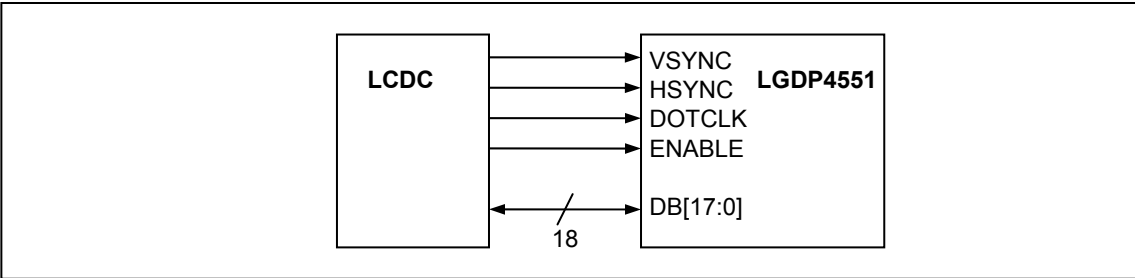 LCDC
VSYNC
HSYNC
LGDP4551
DOTCLK
ENABLE
DB[17:0]
18